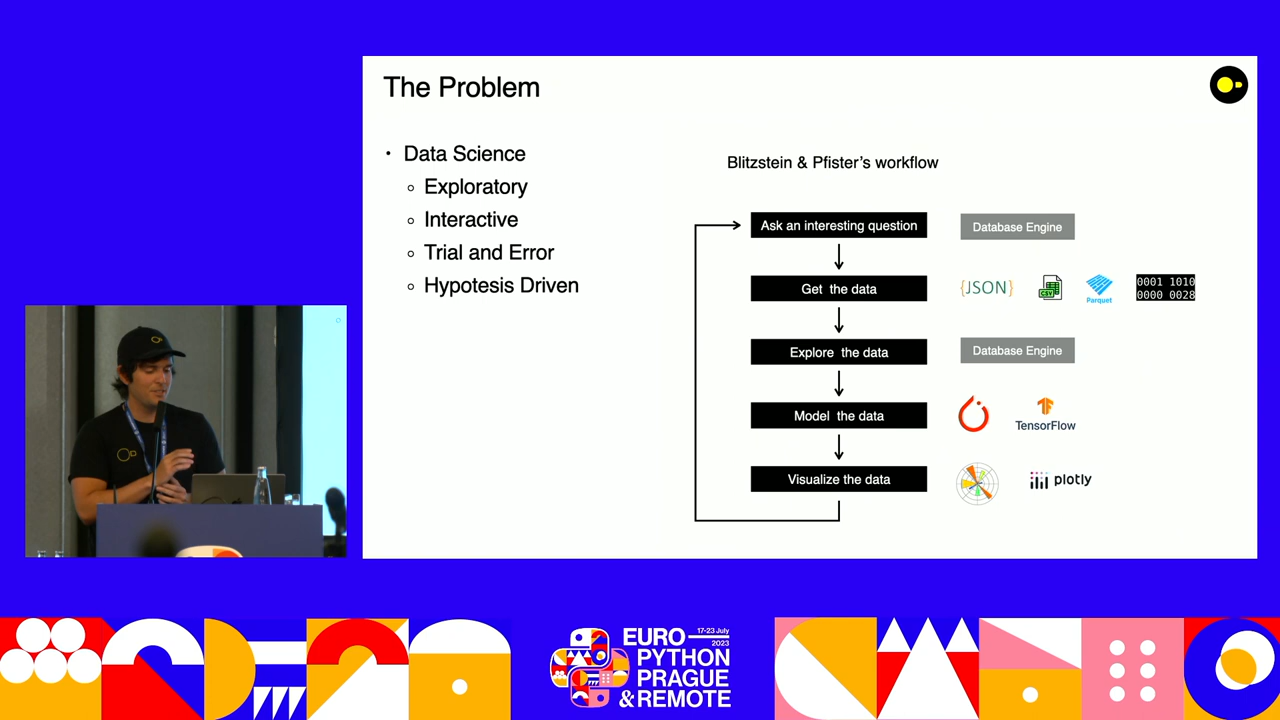 The Problem
• Data Science
Exploratory
Interactive
Trial and Error
Hypotesis Driven
Blitzstein & Pfister's workflow
Ask an interesting question
Database Engine
Get the data
{JSON}
CSV
Parquet
0001 1010
0000 0028
Explore the data
Database Engine
Model the data
TensorFlow
Visualize the data
plotly
17-23 July
2023
EURO
PYTHON
PRAGUE
& REMOTE